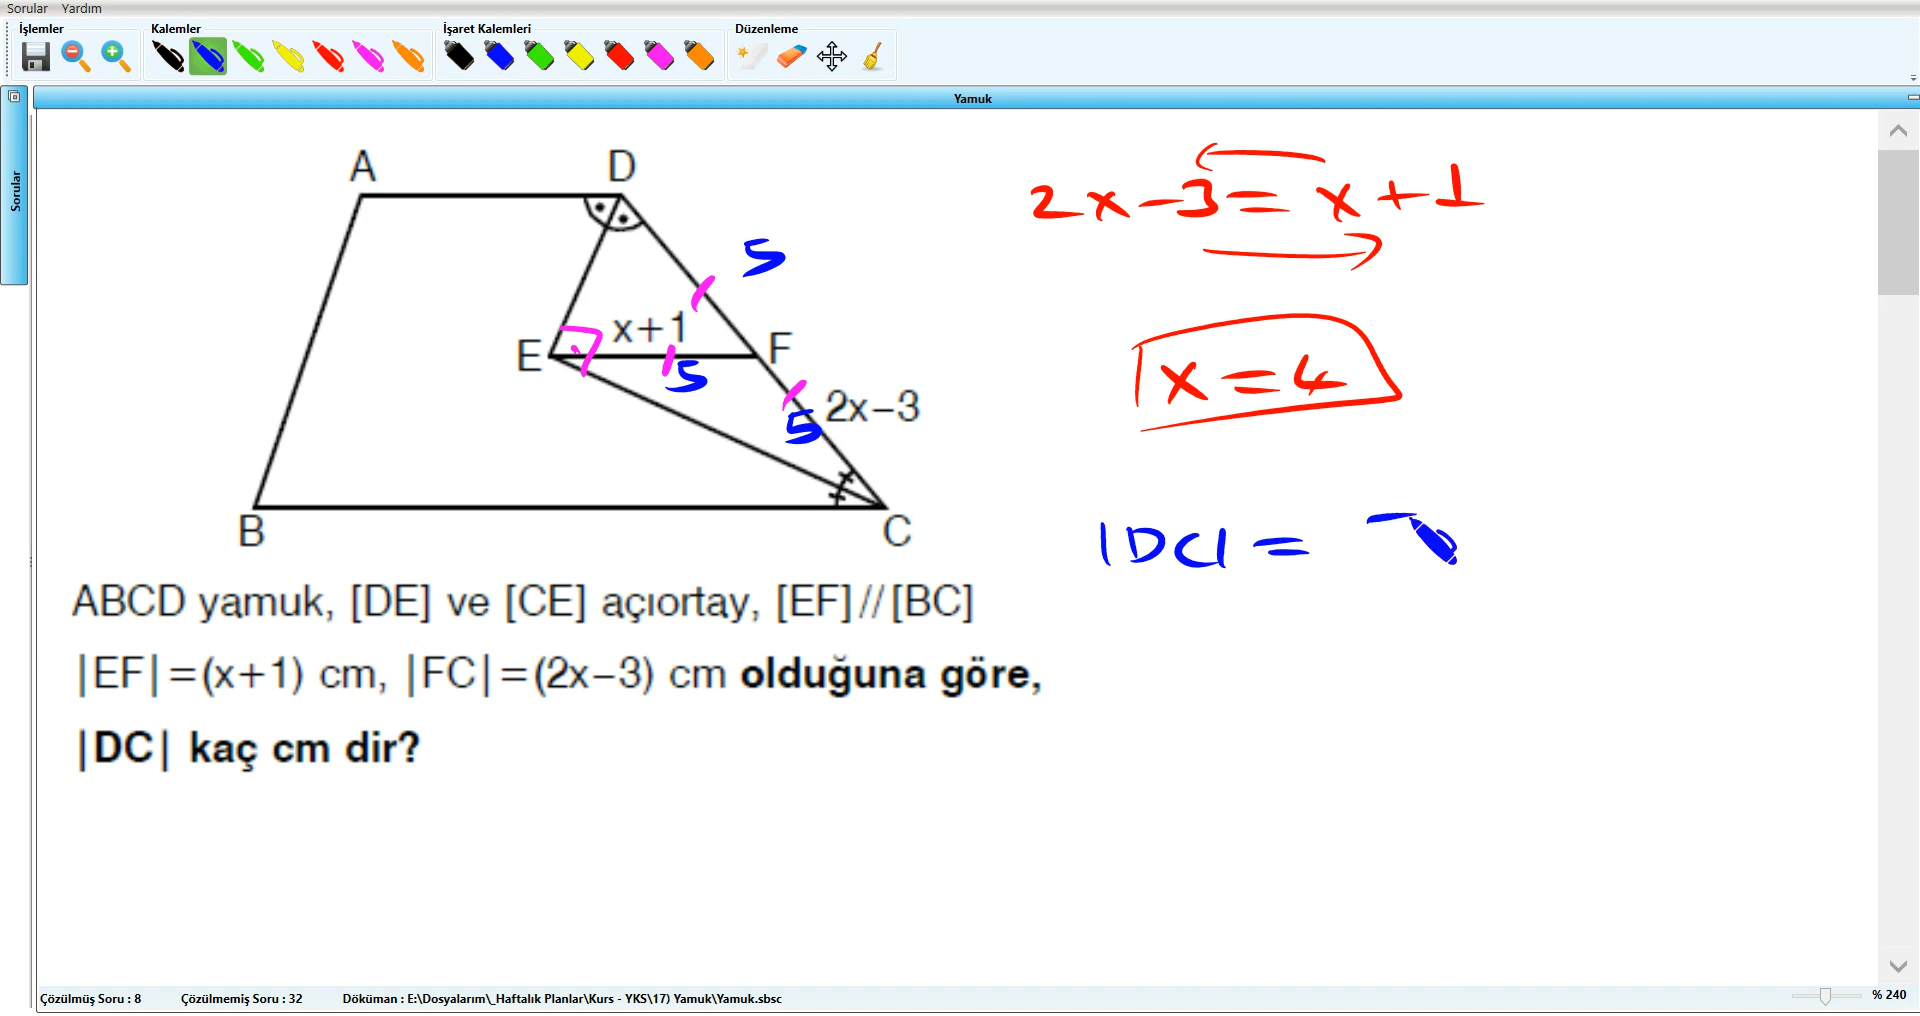 Sorular Yardım
İşlemler Kalemler İşaret Kalemleri Düzenleme
Sorular
Yamuk
A D
2x-3 = x+1
5
x+1
E F
5
x=4
2x−3
5
B C
|DC| =
ABCD yamuk, [DE] ve [CE] açıortay, [EF]//[BC]
|EF|=(x+1) cm, |FC|=(2x−3) cm olduğuna göre,
|DC| kaç cm dir?
Çözülmüş Soru : 8 Çözülmemiş Soru : 32 Döküman : E:\Dosyalarım\_Haftalık Planlar\Kurs - YKS\17) Yamuk\Yamuk.sbsc % 240